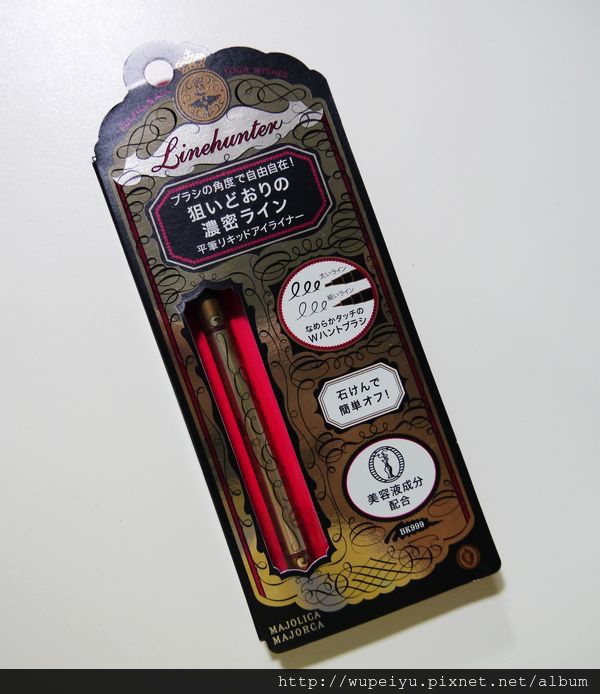 YOUR WISHES
Linehunter
ブラシの角度で自由自在!
狙いどおりの
濃密ライン
平筆リキッドアイライナー
太いライン
細いライン
なめらかタッチの
Wハントブラシ
石けんで
簡単オフ!
美容液成分
配合
BK999
MAJOLICA
MAJORCA
http://wupeiyu.pixnet.net/album